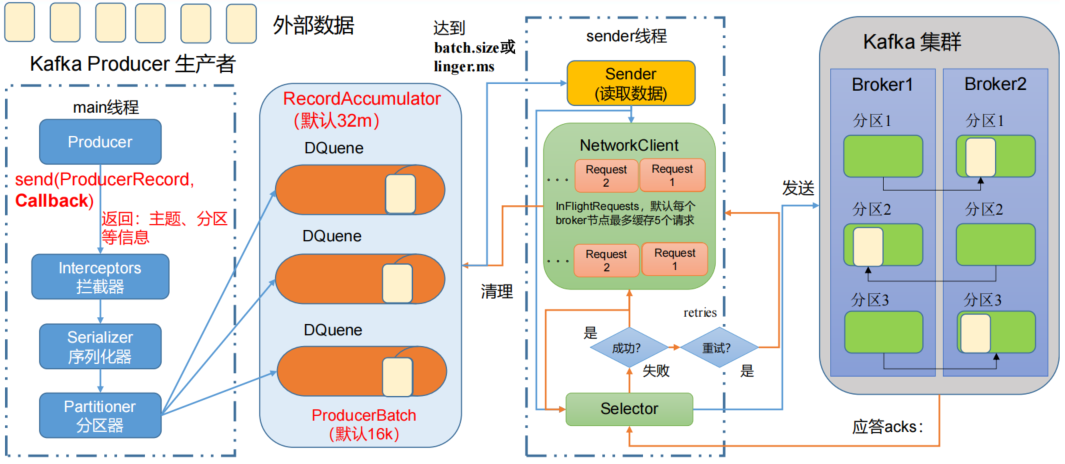 外部数据
Kafka Producer 生产者
main线程
Producer
send(ProducerRecord,
Callback)
返回：主题、分区
等信息
Interceptors
拦截器
Serializer
序列化器
Partitioner
分区器
RecordAccumulator
（默认32m）
DQuene
DQuene
DQuene
ProducerBatch
（默认16k）
达到
batch.size或
linger.ms
清理
sender线程
Sender
(读取数据)
NetworkClient
...
Request
2
Request
1
InFlightRequests，默认每个
broker节点最多缓存5个请求
...
Request
2
Request
1
retries
是
成功?
重试?
失败
是
Selector
发送
应答acks：
Kafka 集群
Broker1
分区1
分区2
分区3
Broker2
分区1
分区2
分区3